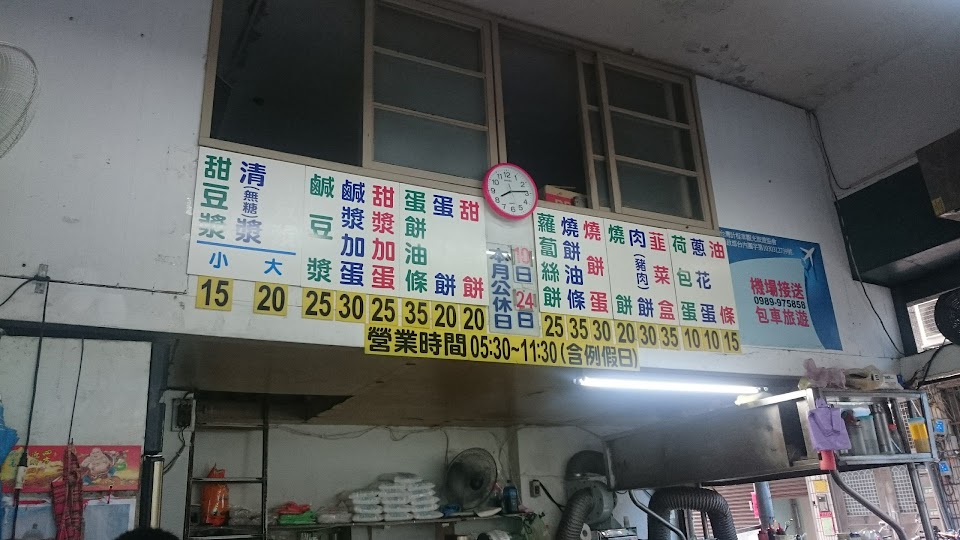 甜豆漿
清(無糖)漿
小 大
15 20
鹹豆漿
25
鹹漿加蛋
30
甜漿加蛋
25
蛋餅油條
35
蛋餅
20
甜餅
20
本月公休日
10日
24日
蘿蔔絲餅
25
燒餅油條
35
燒餅蛋
30
燒餅
20
肉(豬肉)餅
30
韮菜盒
35
荷包蛋
10
蔥花蛋
10
油條
15
營業時間05:30~11:30(含例假日)
機場接送
0989-975858
包車旅遊